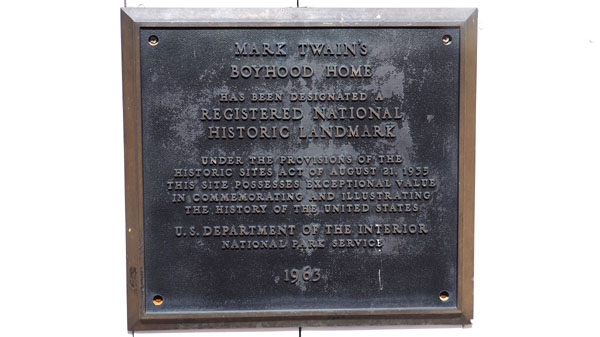 MARK TWAIN'S
BOYHOOD HOME
HAS BEEN DESIGNATED A
REGISTERED NATIONAL
HISTORIC LANDMARK
UNDER THE PROVISIONS OF THE
HISTORIC SITES ACT OF AUGUST 21, 1935
THIS SITE POSSESSES EXCEPTIONAL VALUE
IN COMMEMORATING AND ILLUSTRATING
THE HISTORY OF THE UNITED STATES
U.S. DEPARTMENT OF THE INTERIOR
NATIONAL PARK SERVICE
1963